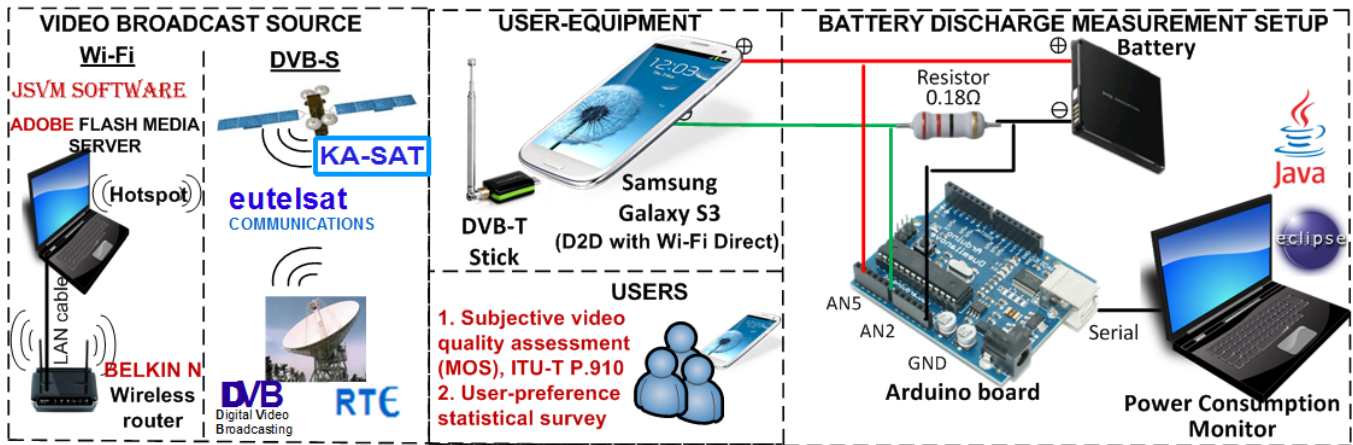 VIDEO BROADCAST SOURCE
Wi-Fi
JSVM SOFTWARE
ADOBE FLASH MEDIA
SERVER
Hotspot
LAN cable
BELKIN N
Wireless
router
DVB-S
KA-SAT
eutelsat
COMMUNICATIONS
DVB
Digital Video
Broadcasting
RTÉ
USER-EQUIPMENT
12:03
DVB-T
Stick
Samsung
Galaxy S3
(D2D with Wi-Fi Direct)
USERS
1. Subjective video
quality assessment
(MOS), ITU-T P.910
2. User-preference
statistical survey
BATTERY DISCHARGE MEASUREMENT SETUP
⊕
⊕
Battery
Resistor
0.18Ω
⊖
Java
eclipse
Arduino
Duemilanove
AN5
AN2
GND
Serial
Arduino board
Power Consumption
Monitor